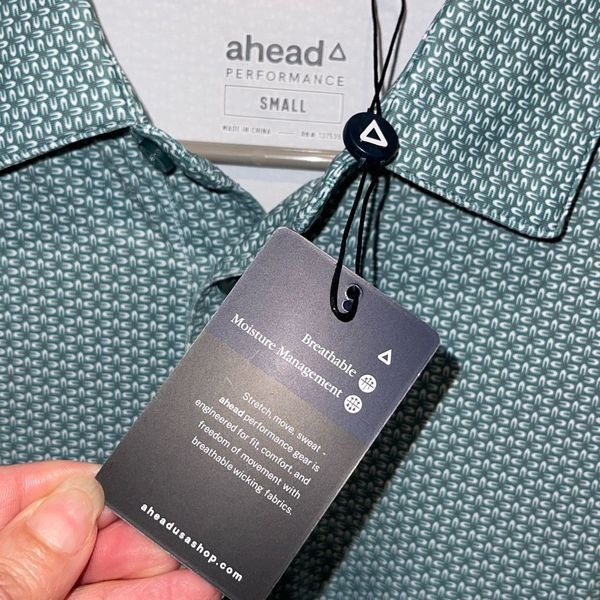 ahead
PERFORMANCE
SMALL
MADE IN CHINA
Breathable
Moisture Management
Stretch, move, sweat -
ahead performance gear is
engineered for fit, comfort, and
freedom of movement with
breathable wicking fabrics.
aheadusashop.com